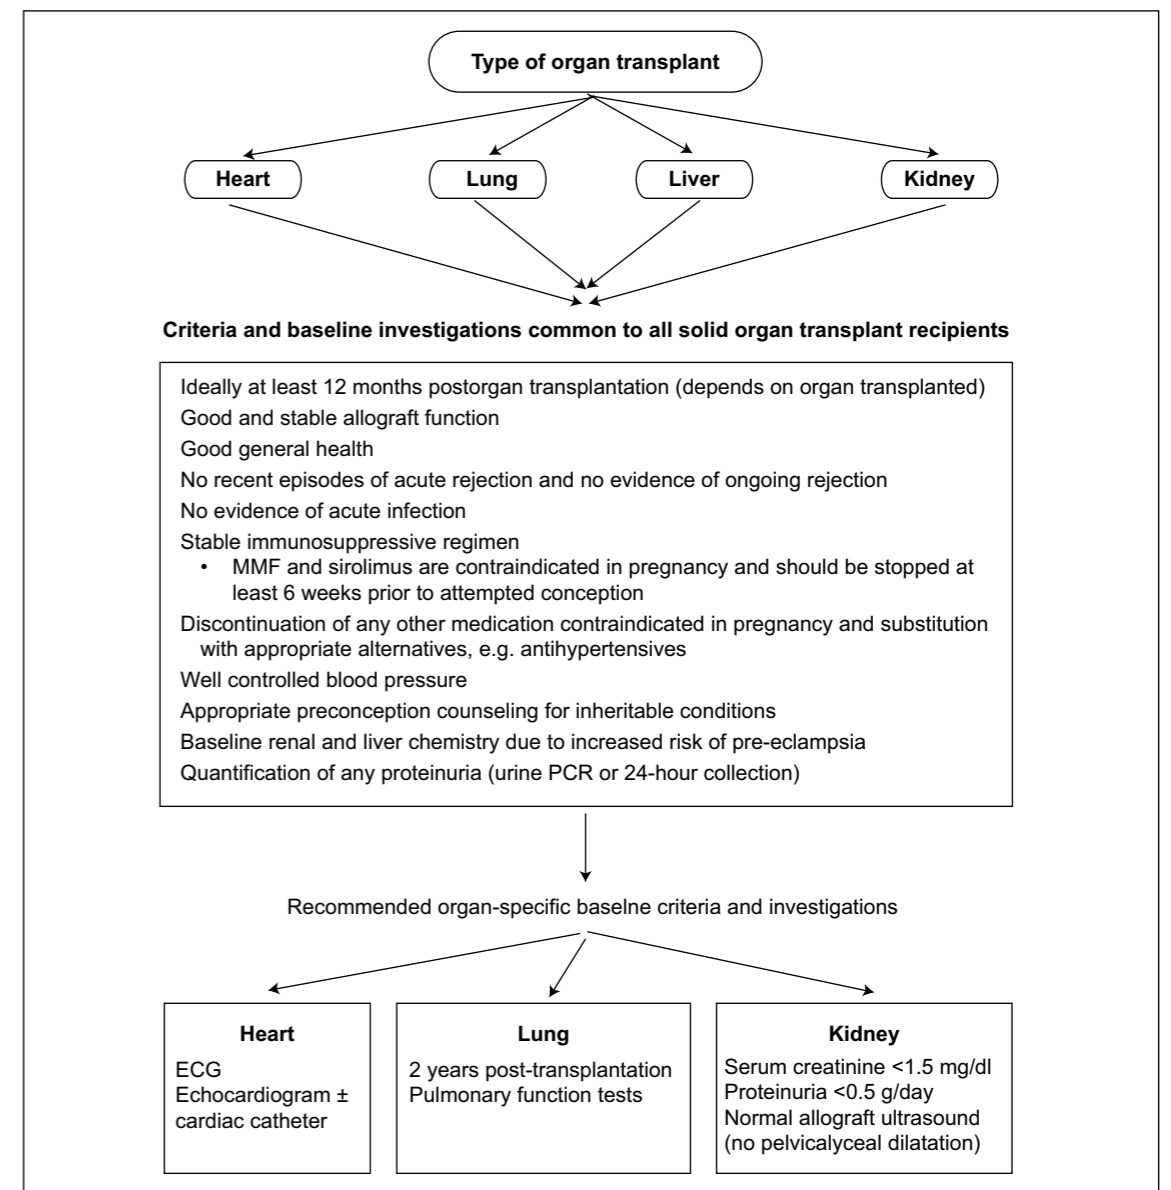 Type of organ transplant
Heart
Lung
Liver
Kidney
Criteria and baseline investigations common to all solid organ transplant recipients
Ideally at least 12 months postorgan transplantation (depends on organ transplanted)
Good and stable allograft function
Good general health
No recent episodes of acute rejection and no evidence of ongoing rejection
No evidence of acute infection
Stable immunosuppressive regimen
• MMF and sirolimus are contraindicated in pregnancy and should be stopped at
least 6 weeks prior to attempted conception
Discontinuation of any other medication contraindicated in pregnancy and substitution
with appropriate alternatives, e.g. antihypertensives
Well controlled blood pressure
Appropriate preconception counseling for inheritable conditions
Baseline renal and liver chemistry due to increased risk of pre-eclampsia
Quantification of any proteinuria (urine PCR or 24-hour collection)
Recommended organ-specific baselne criteria and investigations
Heart
ECG
Echocardiogram ±
cardiac catheter
Lung
2 years post-transplantation
Pulmonary function tests
Kidney
Serum creatinine <1.5 mg/dl
Proteinuria <0.5 g/day
Normal allograft ultrasound
(no pelvicalyceal dilatation)